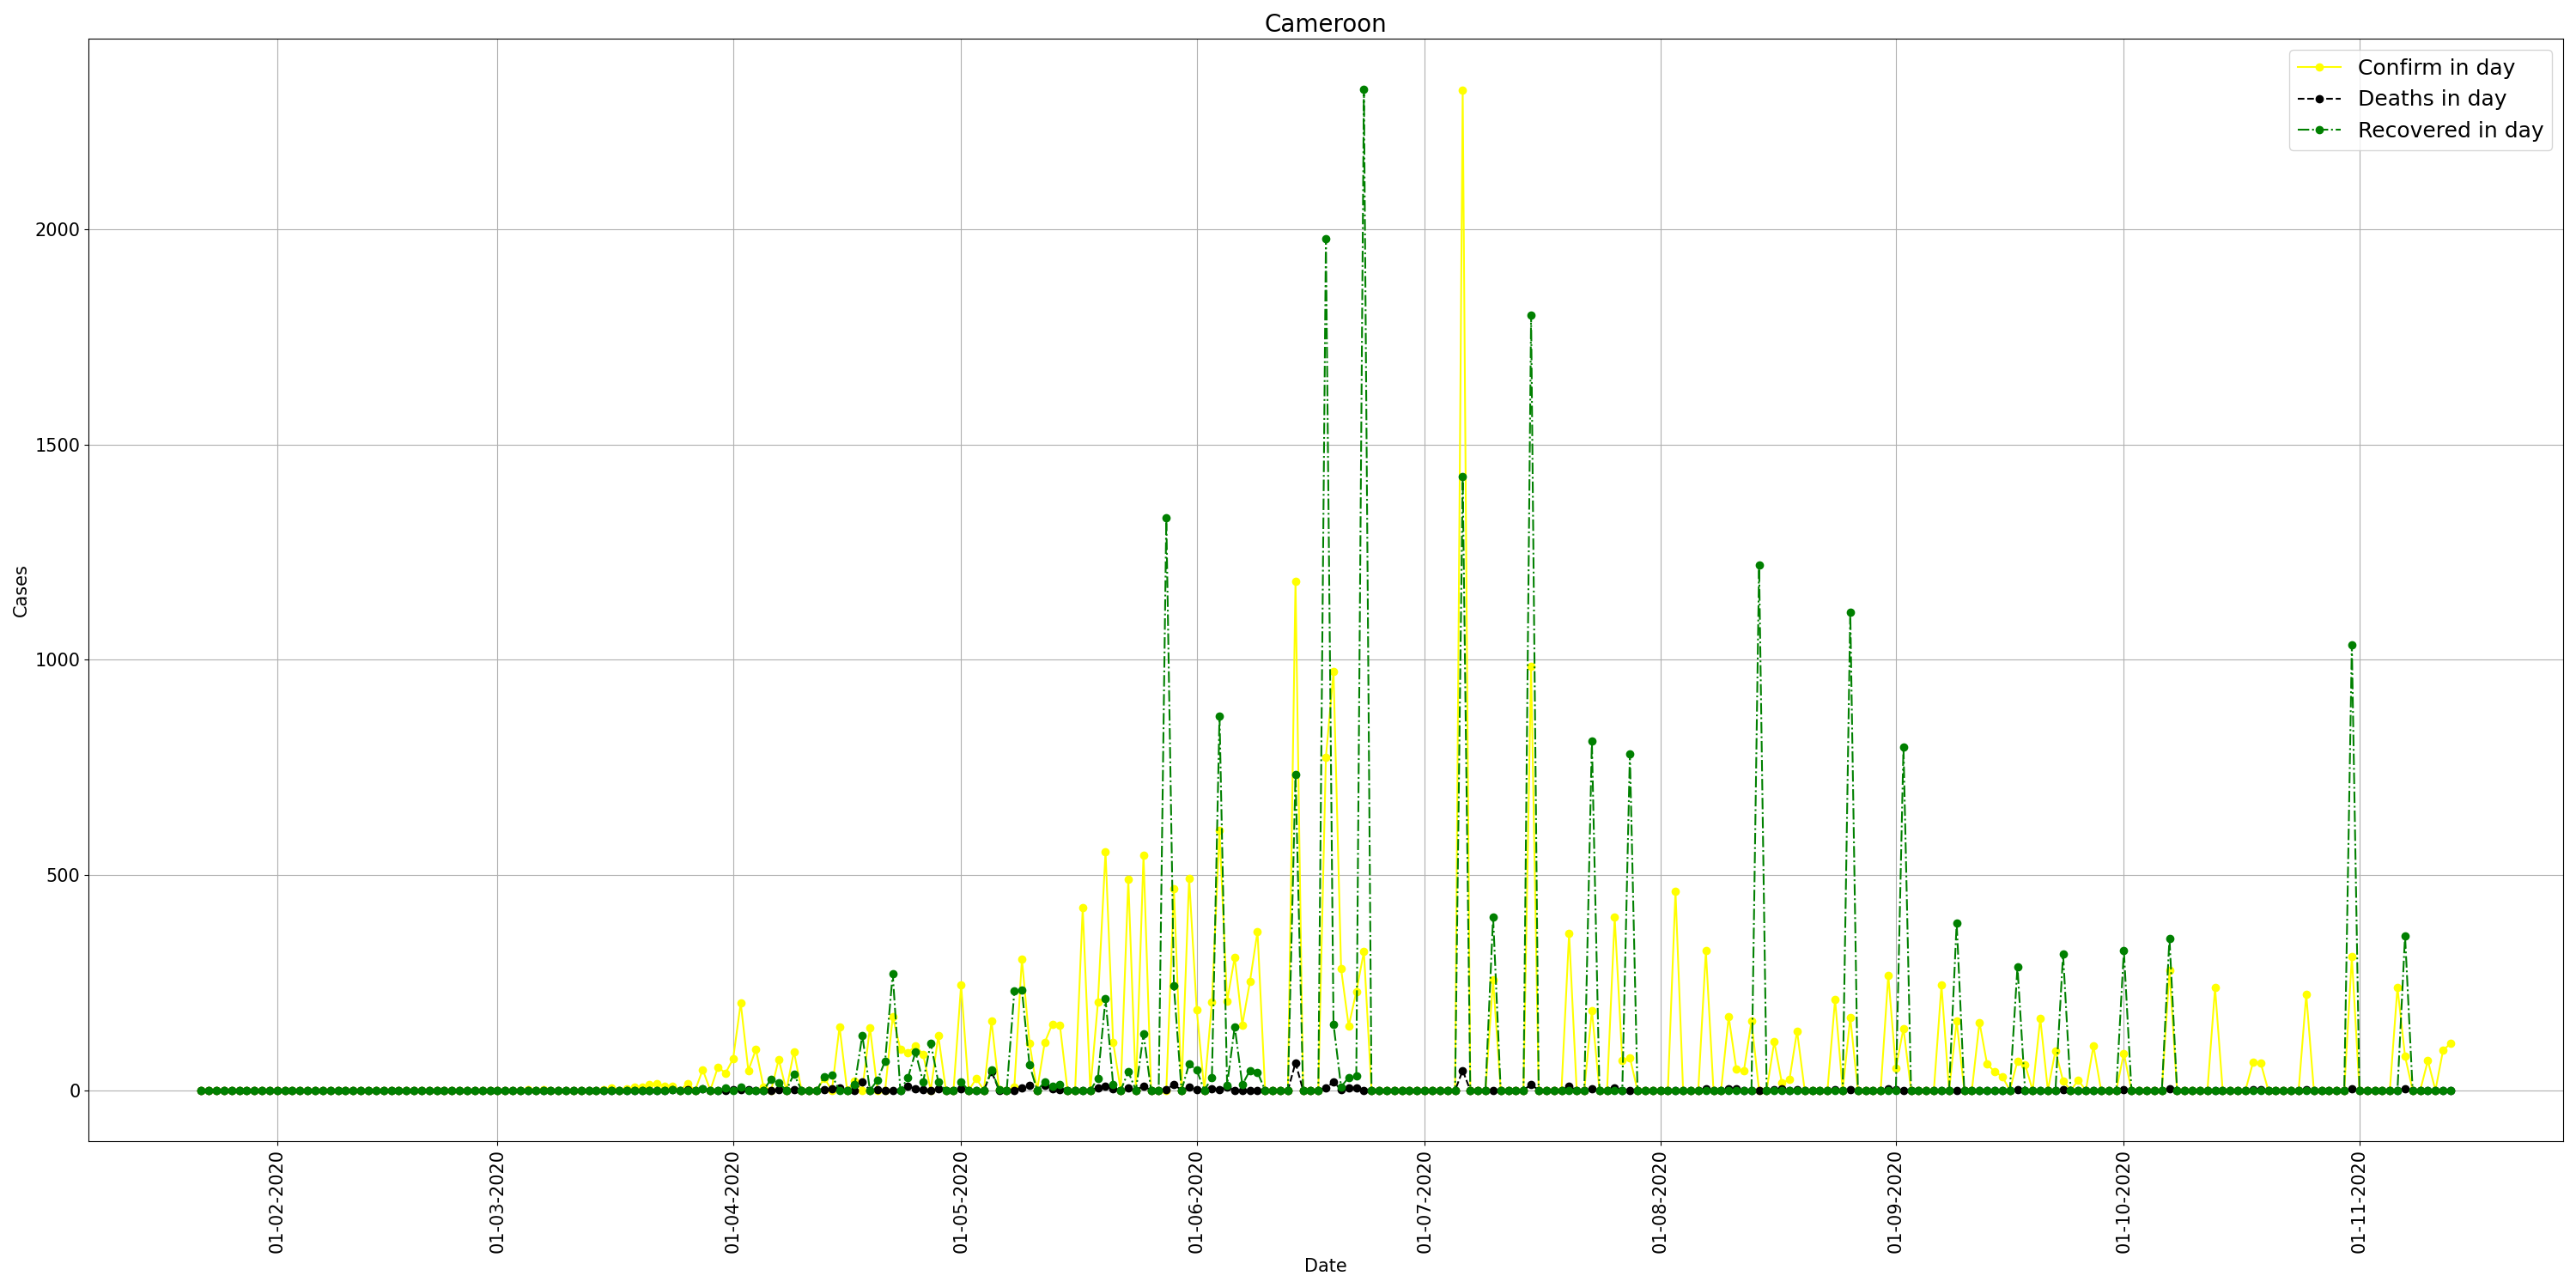 Cameroon
Confirm in day
Deaths in day
Recovered in day
2000
1500
1000
500
0
Cases
01-02-2020
01-03-2020
01-04-2020
01-05-2020
01-06-2020
01-07-2020
01-08-2020
01-09-2020
01-10-2020
01-11-2020
Date